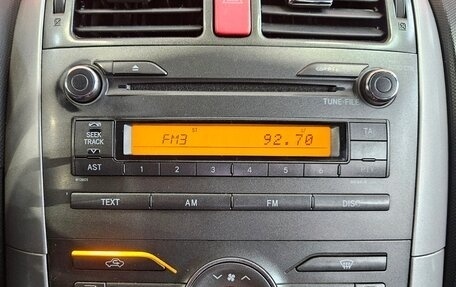 TUNE·FILE
ST
FM3 92.70
SEEK TRACK
TA
AST
1 2 3 4 5 6
PTY
TEXT AM FM DISC